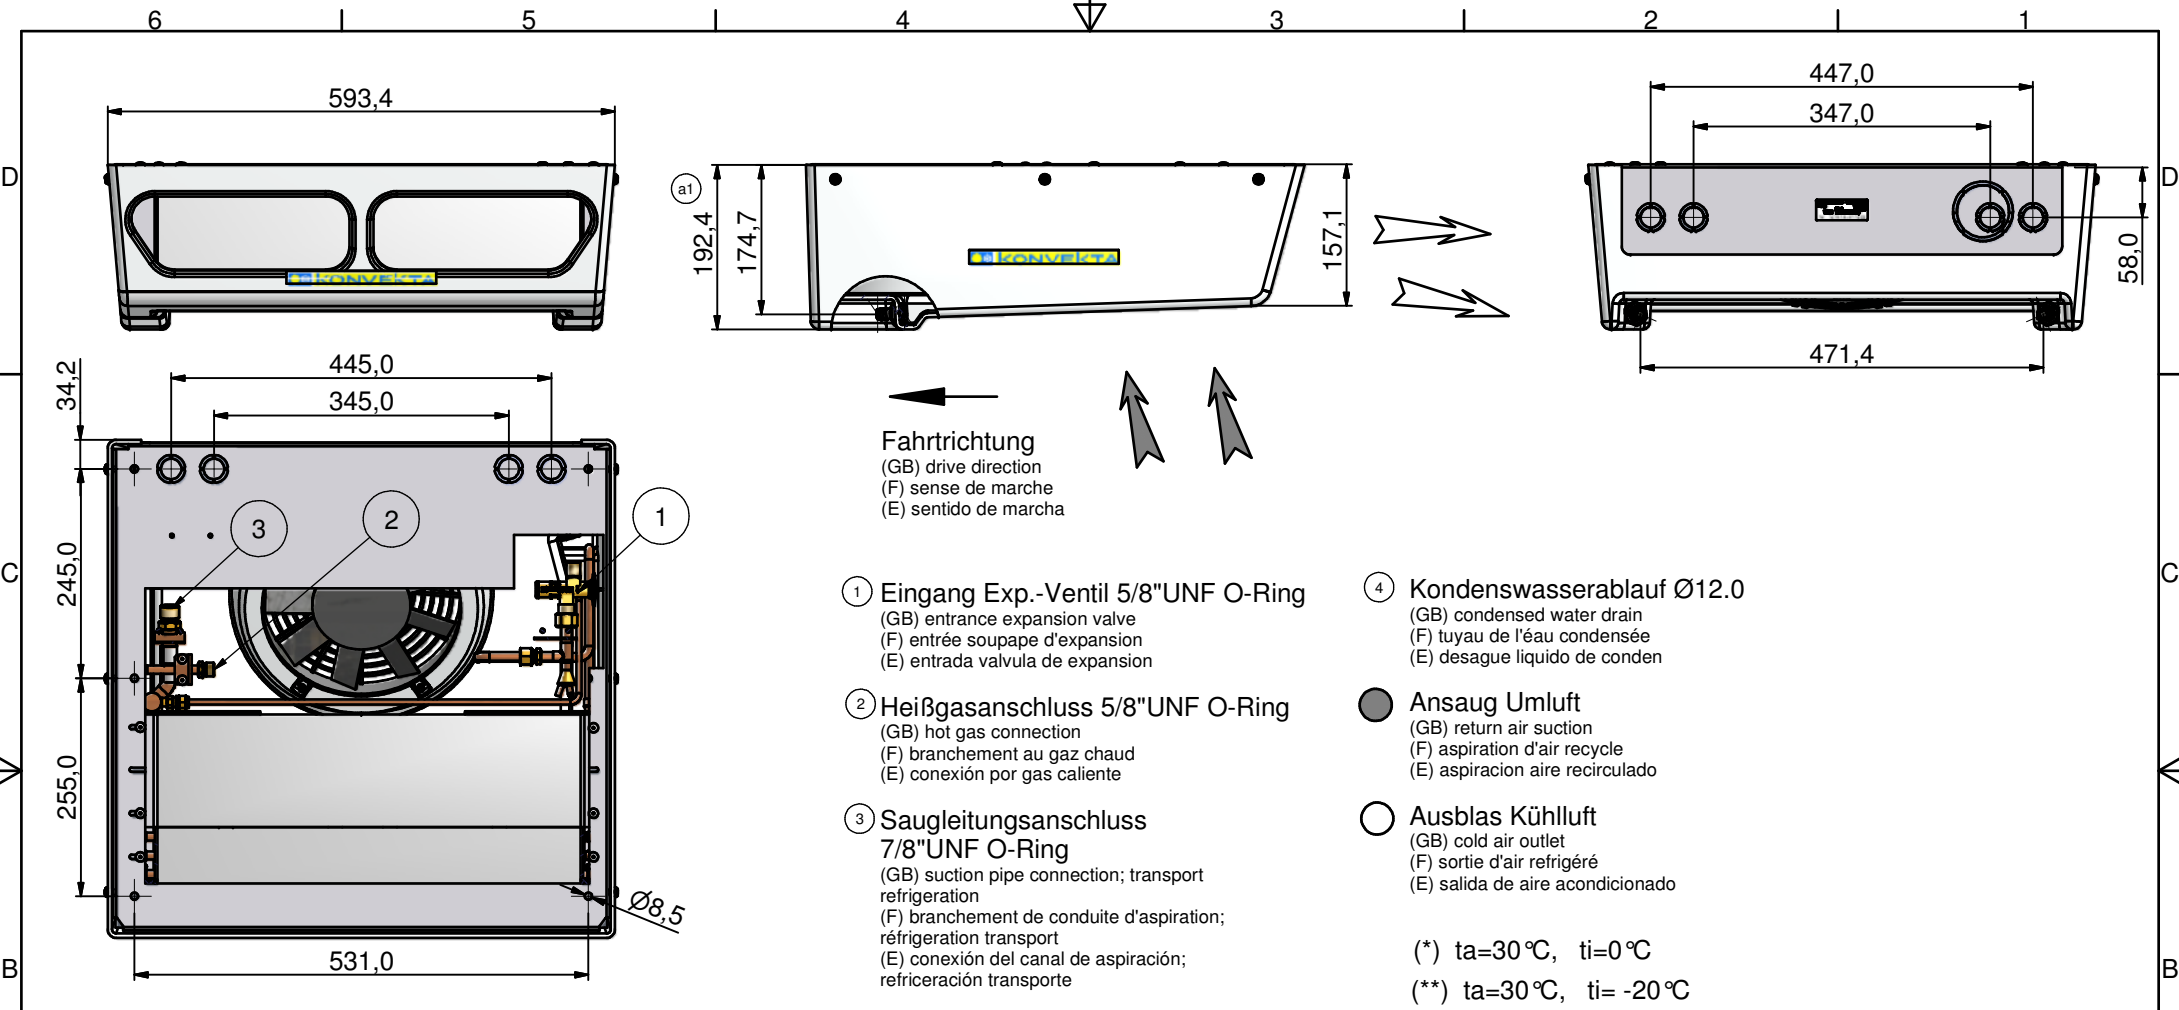 6 5 4 3 2 1
D D
C C
B B
593,4
a1
192,4
174,7
KONVEKTA
KONVEKTA
157,1
447,0
347,0
58,0
471,4
34,2
445,0
345,0
245,0
255,0
3
2
1
Ø8,5
531,0
Fahrtrichtung
(GB) drive direction
(F) sense de marche
(E) sentido de marcha
1 Eingang Exp.-Ventil 5/8"UNF O-Ring
(GB) entrance expansion valve
(F) entrée soupape d'expansion
(E) entrada valvula de expansion
2 Heißgasanschluss 5/8"UNF O-Ring
(GB) hot gas connection
(F) branchement au gaz chaud
(E) conexión por gas caliente
3 Saugleitungsanschluss
7/8"UNF O-Ring
(GB) suction pipe connection; transport
refrigeration
(F) branchement de conduite d'aspiration;
réfrigeration transport
(E) conexión del canal de aspiración;
refriceración transporte
4 Kondenswasserablauf Ø12.0
(GB) condensed water drain
(F) tuyau de l'éau condensée
(E) desague liquido de conden
Ansaug Umluft
(GB) return air suction
(F) aspiration d'air recycle
(E) aspiracion aire recirculado
Ausblas Kühlluft
(GB) cold air outlet
(F) sortie d'air refrigéré
(E) salida de aire acondicionado
(*) ta=30°C, ti=0°C
(**) ta=30°C, ti= -20°C